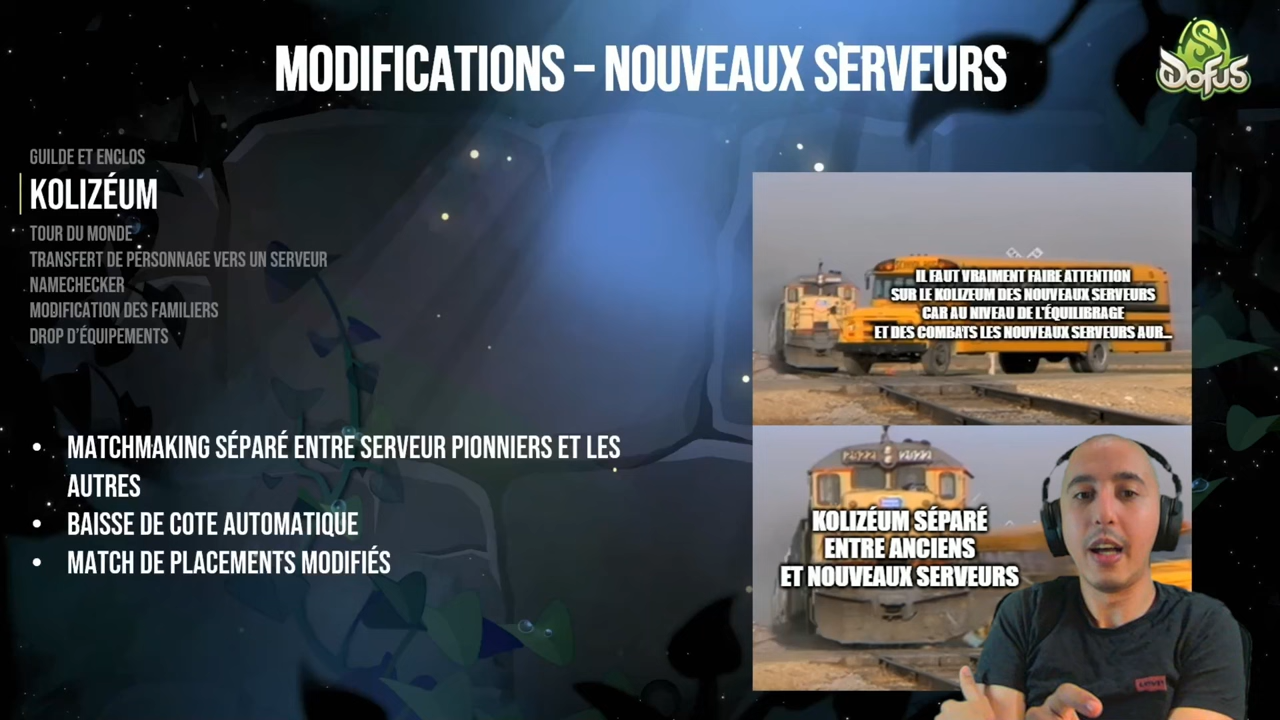 MODIFICATIONS – NOUVEAUX SERVEURS
Dofus
GUILDE ET ENCLOS
KOLIZÉUM
TOUR DU MONDE
TRANSFERT DE PERSONNAGE VERS UN SERVEUR
NAMECHECKER
MODIFICATION DES FAMILIERS
DROP D'ÉQUIPEMENTS
• MATCHMAKING SÉPARÉ ENTRE SERVEUR PIONNIERS ET LES
AUTRES
• BAISSE DE COTE AUTOMATIQUE
• MATCH DE PLACEMENTS MODIFIÉS
IL FAUT VRAIMENT FAIRE ATTENTION
SUR LE KOLIZEUM DES NOUVEAUX SERVEURS
CAR AU NIVEAU DE L'ÉQUILIBRAGE
ET DES COMBATS LES NOUVEAUX SERVEURS AUR...
2922 2022
KOLIZÉUM SÉPARÉ
ENTRE ANCIENS
ET NOUVEAUX SERVEURS